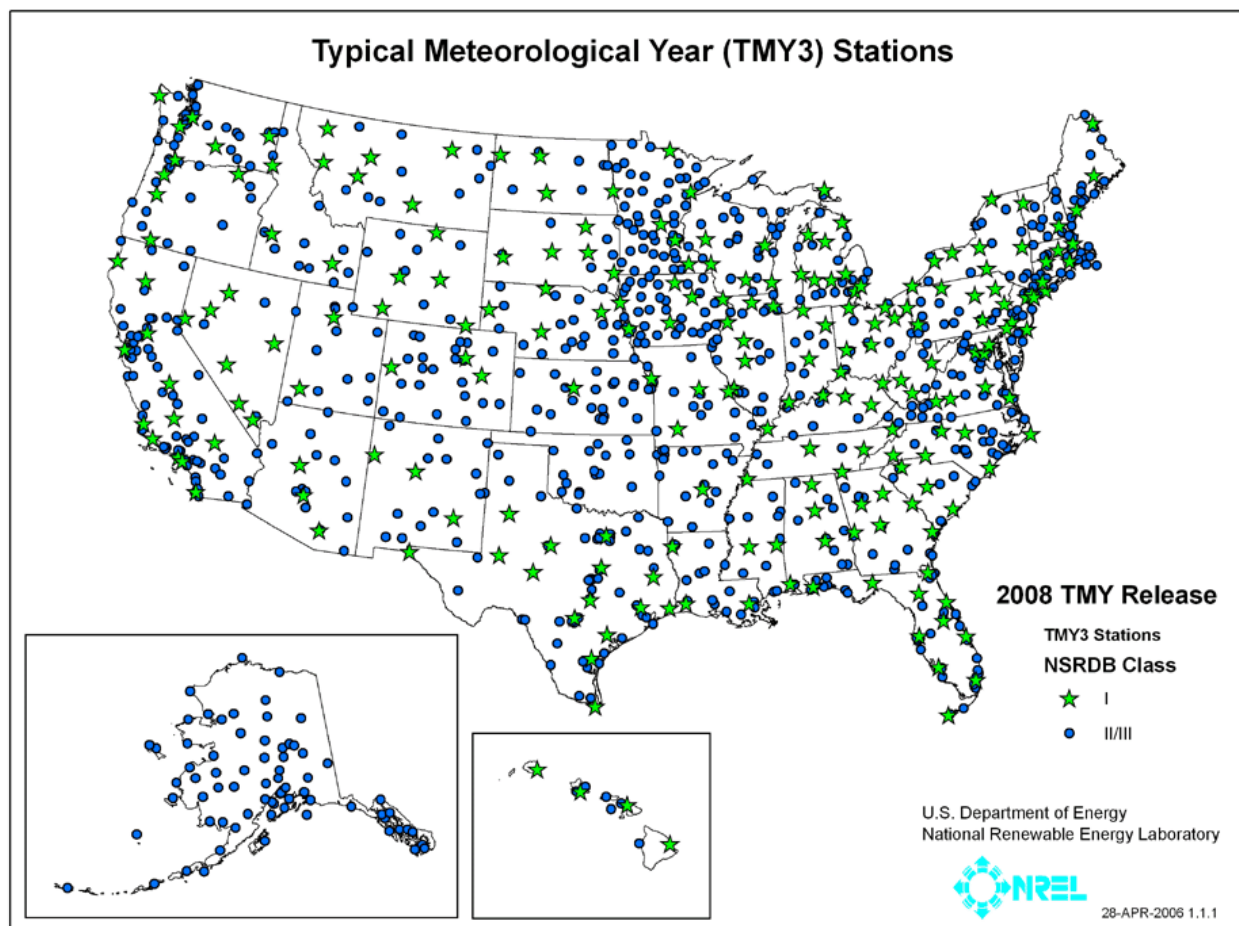 Typical Meteorological Year (TMY3) Stations
2008 TMY Release
TMY3 Stations
NSRDB Class
I
II/III
U.S. Department of Energy
National Renewable Energy Laboratory
NREL
28-APR-2006 1.1.1